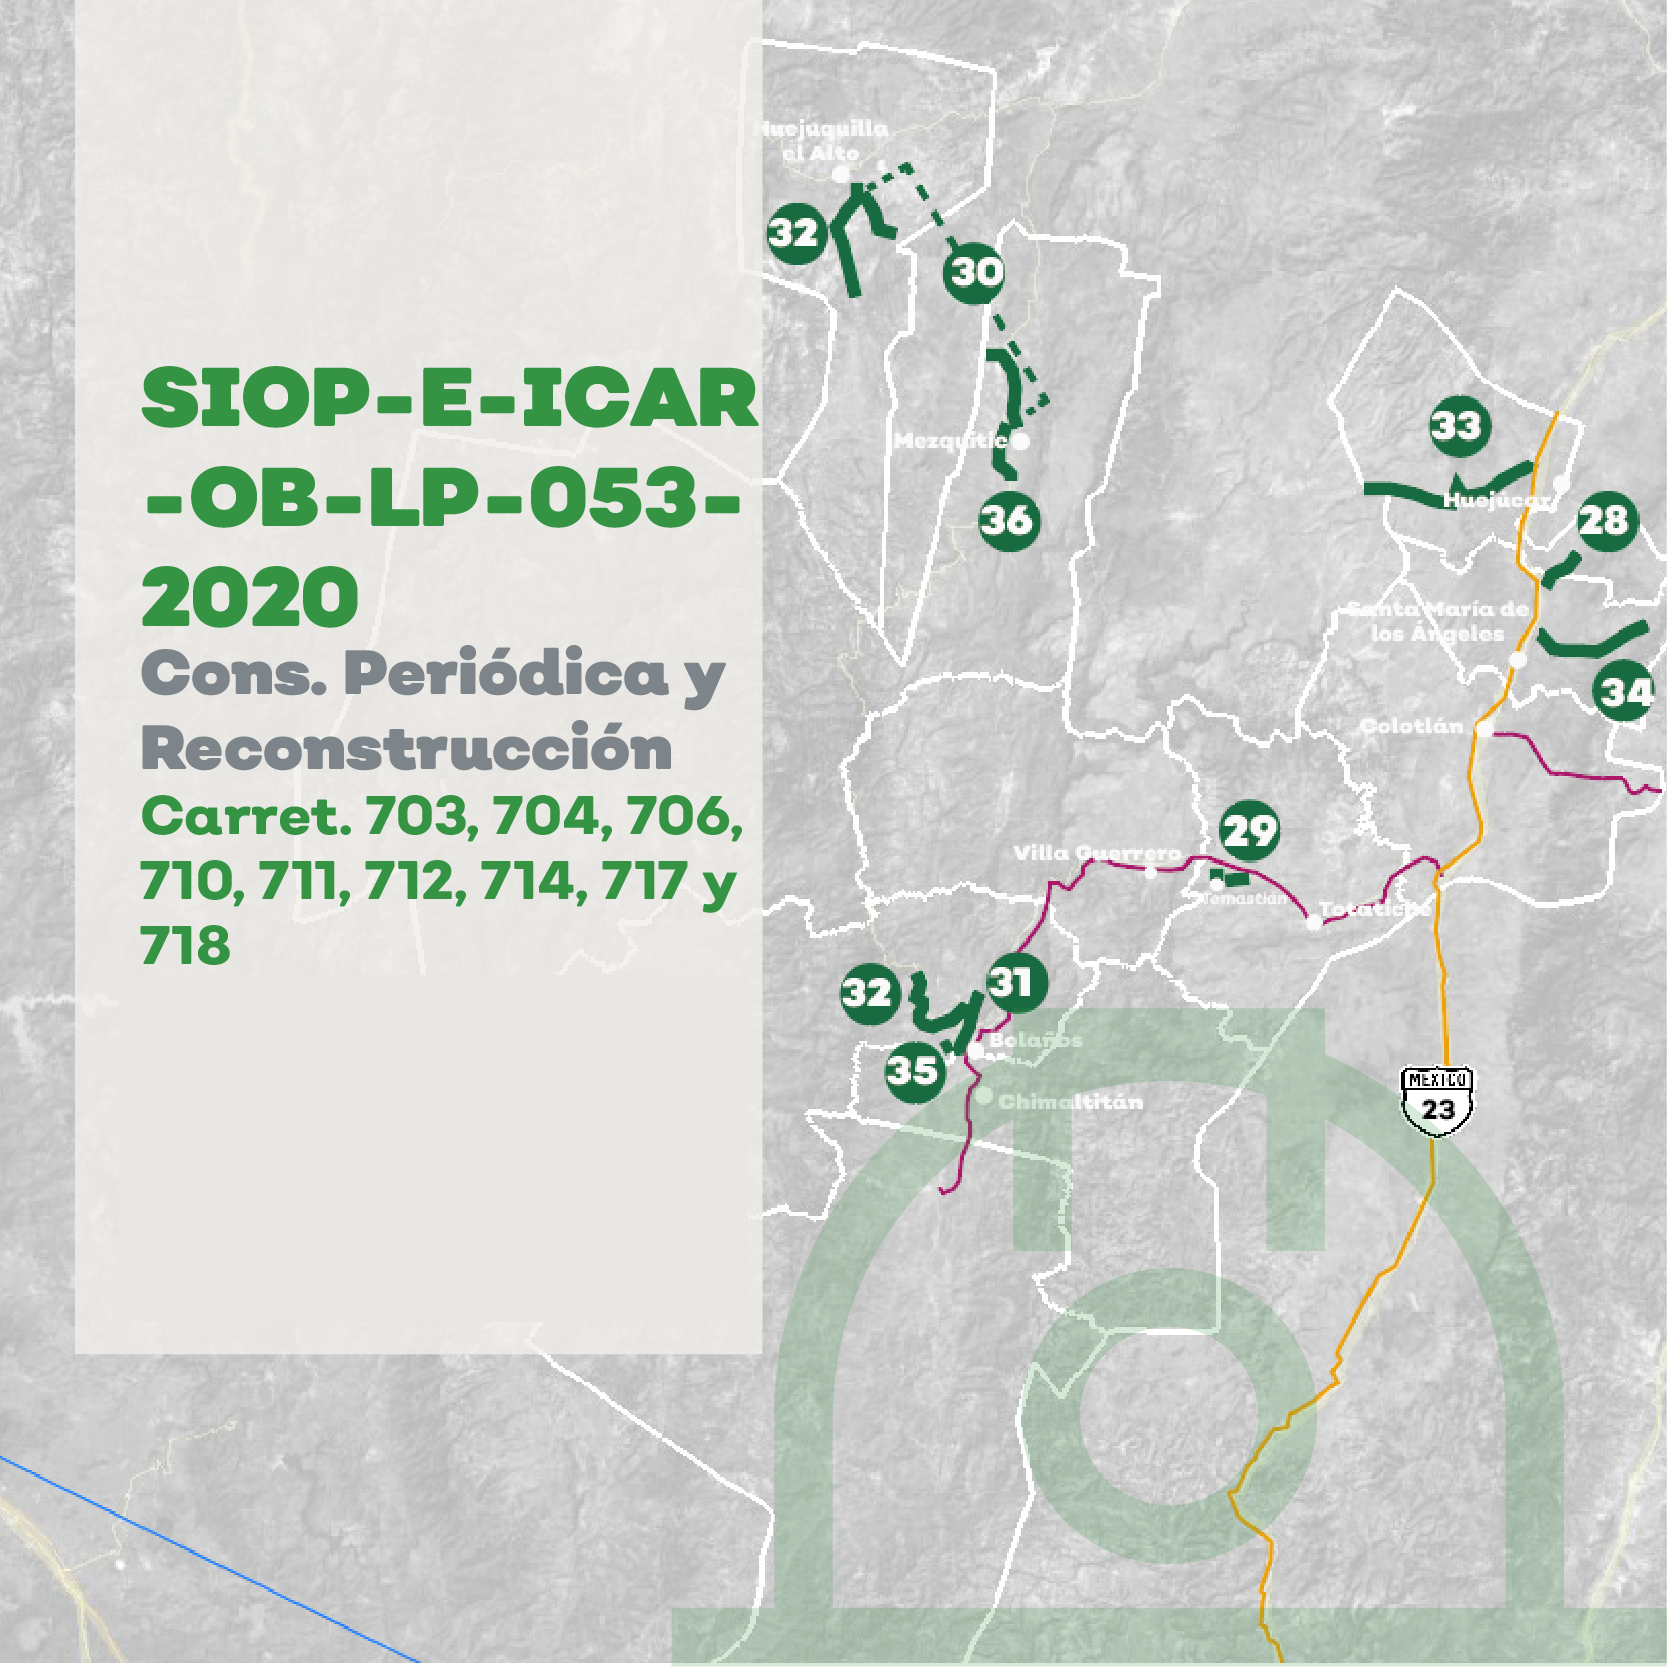 SIOP-E-ICAR
-OB-LP-053-
2020
Cons. Periódica y
Reconstrucción
Carret. 703, 704, 706,
710, 711, 712, 714, 717 y
718
Huejuquilla
el Alto
32
30
Mezquitic
36
33
Huejúcar
28
Santa María de
los Ángeles
34
Colotlán
29
Villa Guerrero
Temastián
Totatiche
32
31
Bolaños
35
Chimaltitán
MEXICO
23